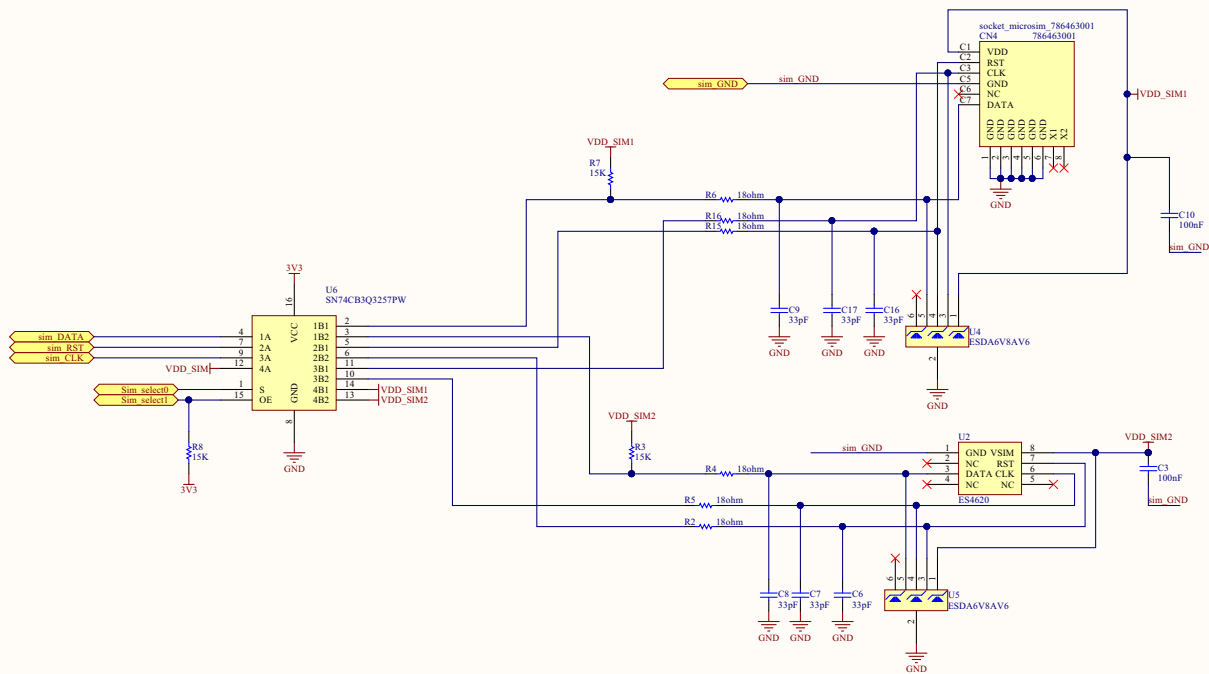 socket_microsim_786463001
CN4 786463001
C1 VDD
C2 RST
C3 CLK
C5 GND
C6 NC
C7 DATA
GND GND GND GND GND GND X1 X2
1 2 3 4 5 6 7 8
GND
sim_GND sim_GND
VDD_SIM1
C10
100nF
sim_GND
VDD_SIM1
R7
15K
R6 18ohm
R16 18ohm
R15 18ohm
C9
33pF
GND
C17
33pF
GND
C16
33pF
GND
6 5 4 3 1
U4
ESDA6V8AV6
2
GND
3V3
U6
SN74CB3Q3257PW
16
VCC
sim_DATA 4 1A
sim_RST 7 2A
sim_CLK 9 3A
VDD_SIM 12 4A
Sim_select0 1 S
Sim_select1 15 OE
1B1 2
1B2 3
2B1 5
2B2 6
3B1 11
3B2 10
4B1 14 VDD_SIM1
4B2 13 VDD_SIM2
GND
8
GND
R8
15K
3V3
VDD_SIM2
R3
15K
R4 18ohm
R5 18ohm
R2 18ohm
sim_GND
U2
1 GND VSIM 8
2 NC RST 7
3 DATA CLK 6
4 NC NC 5
ES4620
VDD_SIM2
C3
100nF
sim_GND
C8
33pF
GND
C7
33pF
GND
C6
33pF
GND
6 5 4 3 1
U5
ESDA6V8AV6
2
GND